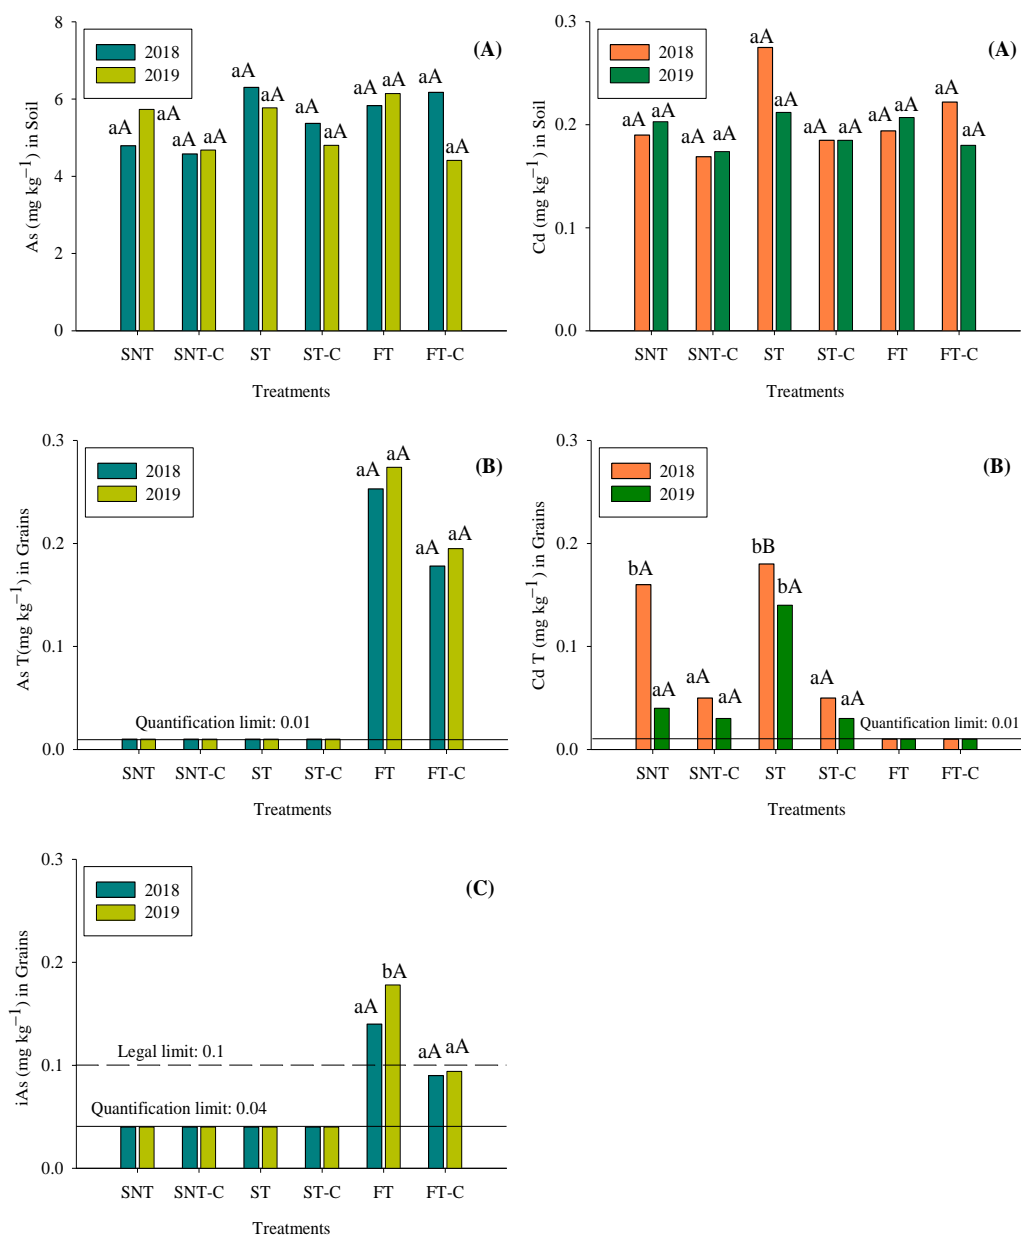 8
6
4
2
0
As (mg kg−1) in Soil
2018
2019
(A)
aA
aA
aA
aA
aA
aA
aA
aA
aA
aA
aA
aA
SNT
SNT-C
ST
ST-C
FT
FT-C
Treatments
0.3
0.2
0.1
0.0
Cd (mg kg−1) in Soil
2018
2019
(A)
aA
aA
aA
aA
aA
aA
aA
aA
aA
aA
aA
aA
SNT
SNT-C
ST
ST-C
FT
FT-C
Treatments
0.3
0.2
0.1
0.0
As T(mg kg−1) in Grains
2018
2019
(B)
aA
aA
aA
aA
Quantification limit: 0.01
SNT
SNT-C
ST
ST-C
FT
FT-C
Treatments
0.3
0.2
0.1
0.0
Cd T (mg kg−1) in Grains
2018
2019
(B)
bA
aA
aA
aA
bB
bA
aA
aA
Quantification limit: 0.01
SNT
SNT-C
ST
ST-C
FT
FT-C
Treatments
0.3
0.2
0.1
0.0
iAs (mg kg−1) in Grains
2018
2019
(C)
aA
bA
aA
aA
Legal limit: 0.1
Quantification limit: 0.04
SNT
SNT-C
ST
ST-C
FT
FT-C
Treatments